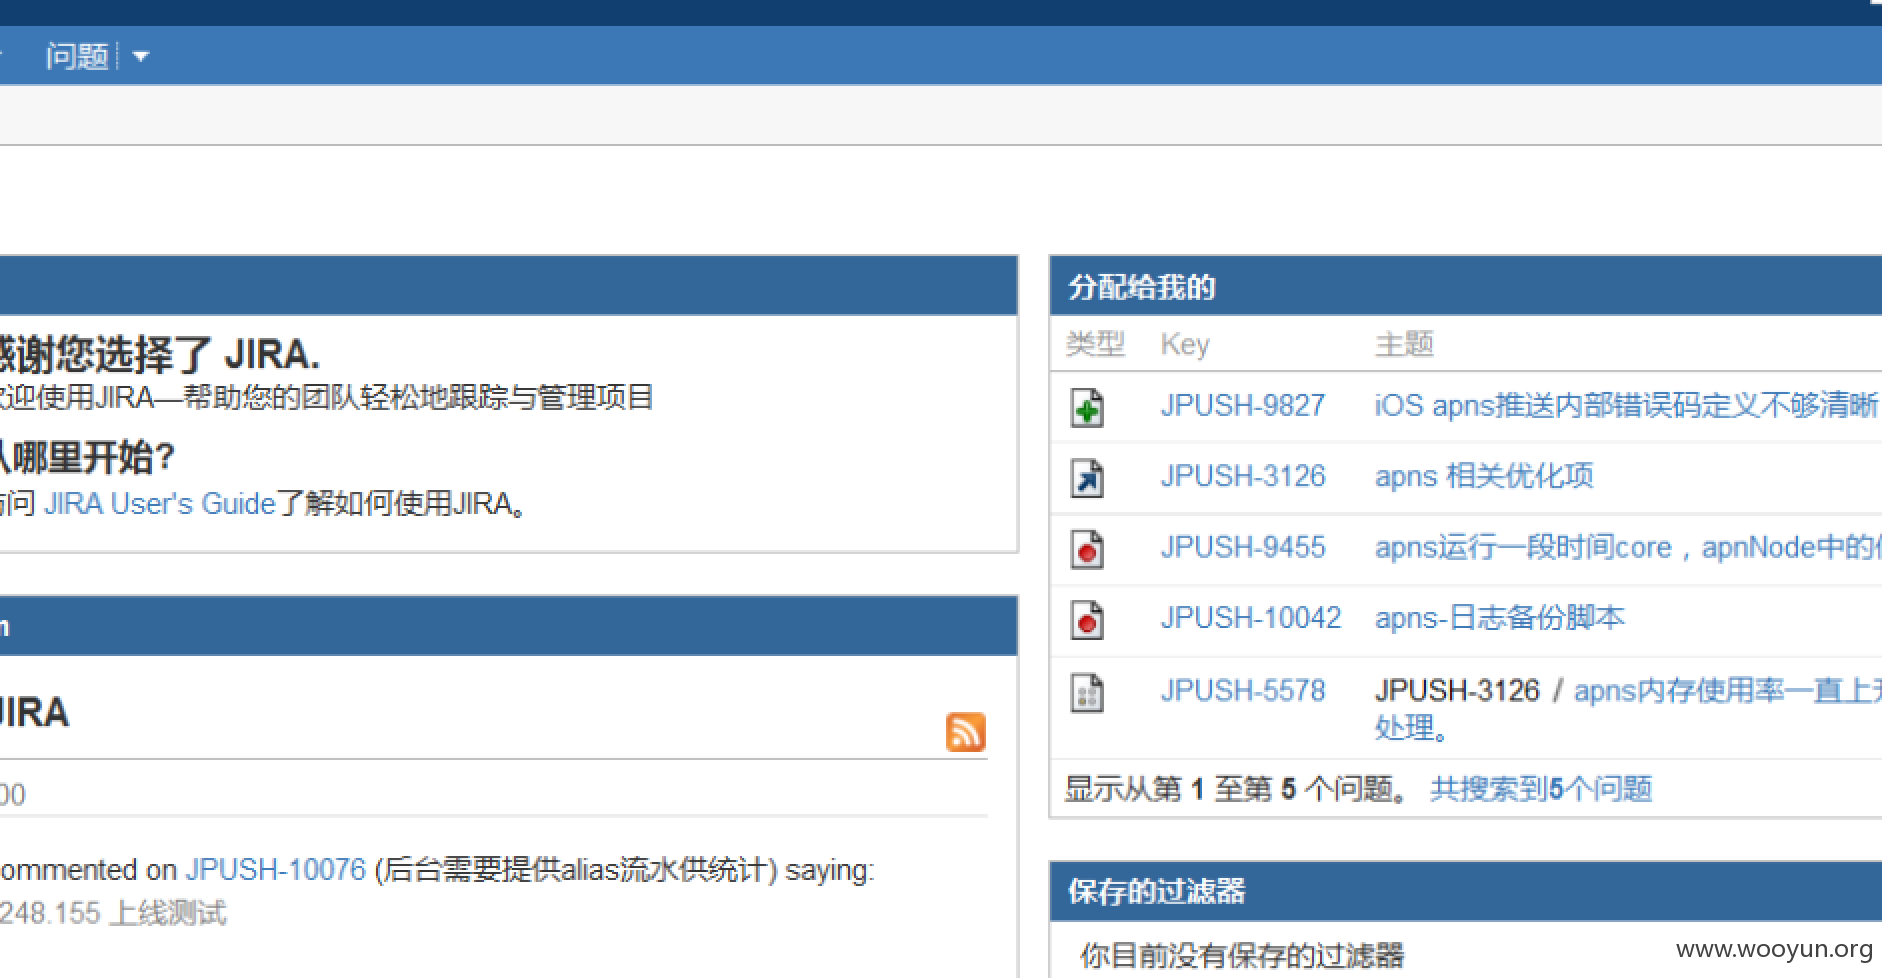 问题
感谢您选择了 JIRA.
欢迎使用JIRA—帮助您的团队轻松地跟踪与管理项目
从哪里开始?
访问 JIRA User's Guide了解如何使用JIRA。
JIRA
00
ommented on JPUSH-10076 (后台需要提供alias流水供统计) saying:
248.155 上线测试
分配给我的
类型 Key 主题
JPUSH-9827 iOS apns推送内部错误码定义不够清晰
JPUSH-3126 apns 相关优化项
JPUSH-9455 apns运行一段时间core，apnNode中的
JPUSH-10042 apns-日志备份脚本
JPUSH-5578 JPUSH-3126 / apns内存使用率一直上
处理。
显示从第 1 至第 5 个问题。 共搜索到5个问题
保存的过滤器
你目前没有保存的过滤器
www.wooyun.org